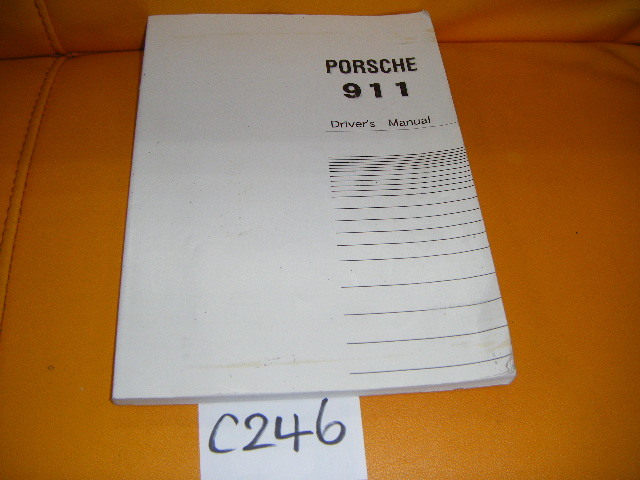 PORSCHE
911
Driver's Manual
C246